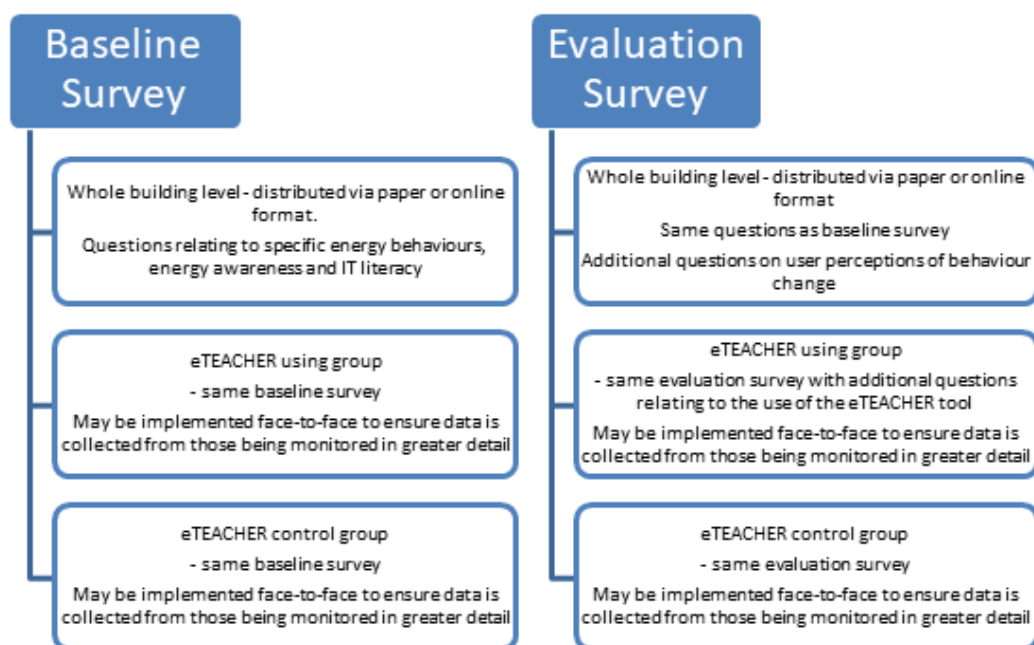 Baseline
Survey
Whole building level - distributed via paper or online
format.
Questions relating to specific energy behaviours,
energy awareness and IT literacy
eTEACHER using group
- same baseline survey
May be implemented face-to-face to ensure data is
collected from those being monitored in greater detail
eTEACHER control group
- same baseline survey
May be implemented face-to-face to ensure data is
collected from those being monitored in greater detail
Evaluation
Survey
Whole building level - distributed via paper or online
format
Same questions as baseline survey
Additional questions on user perceptions of behaviour
change
eTEACHER using group
- same evaluation survey with additional questions
relating to the use of the eTEACHER tool
May be implemented face-to-face to ensure data is
collected from those being monitored in greater detail
eTEACHER control group
- same evaluation survey
May be implemented face-to-face to ensure data is
collected from those being monitored in greater detail